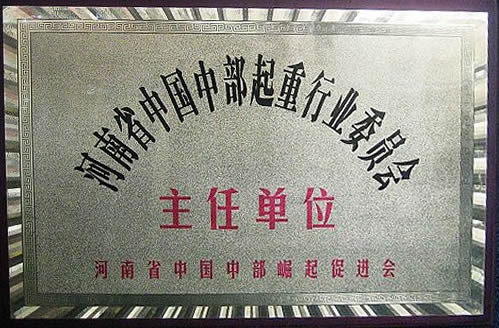 河南省中国中部起重行业委员会
主任单位
河南省中国中部崛起促进会